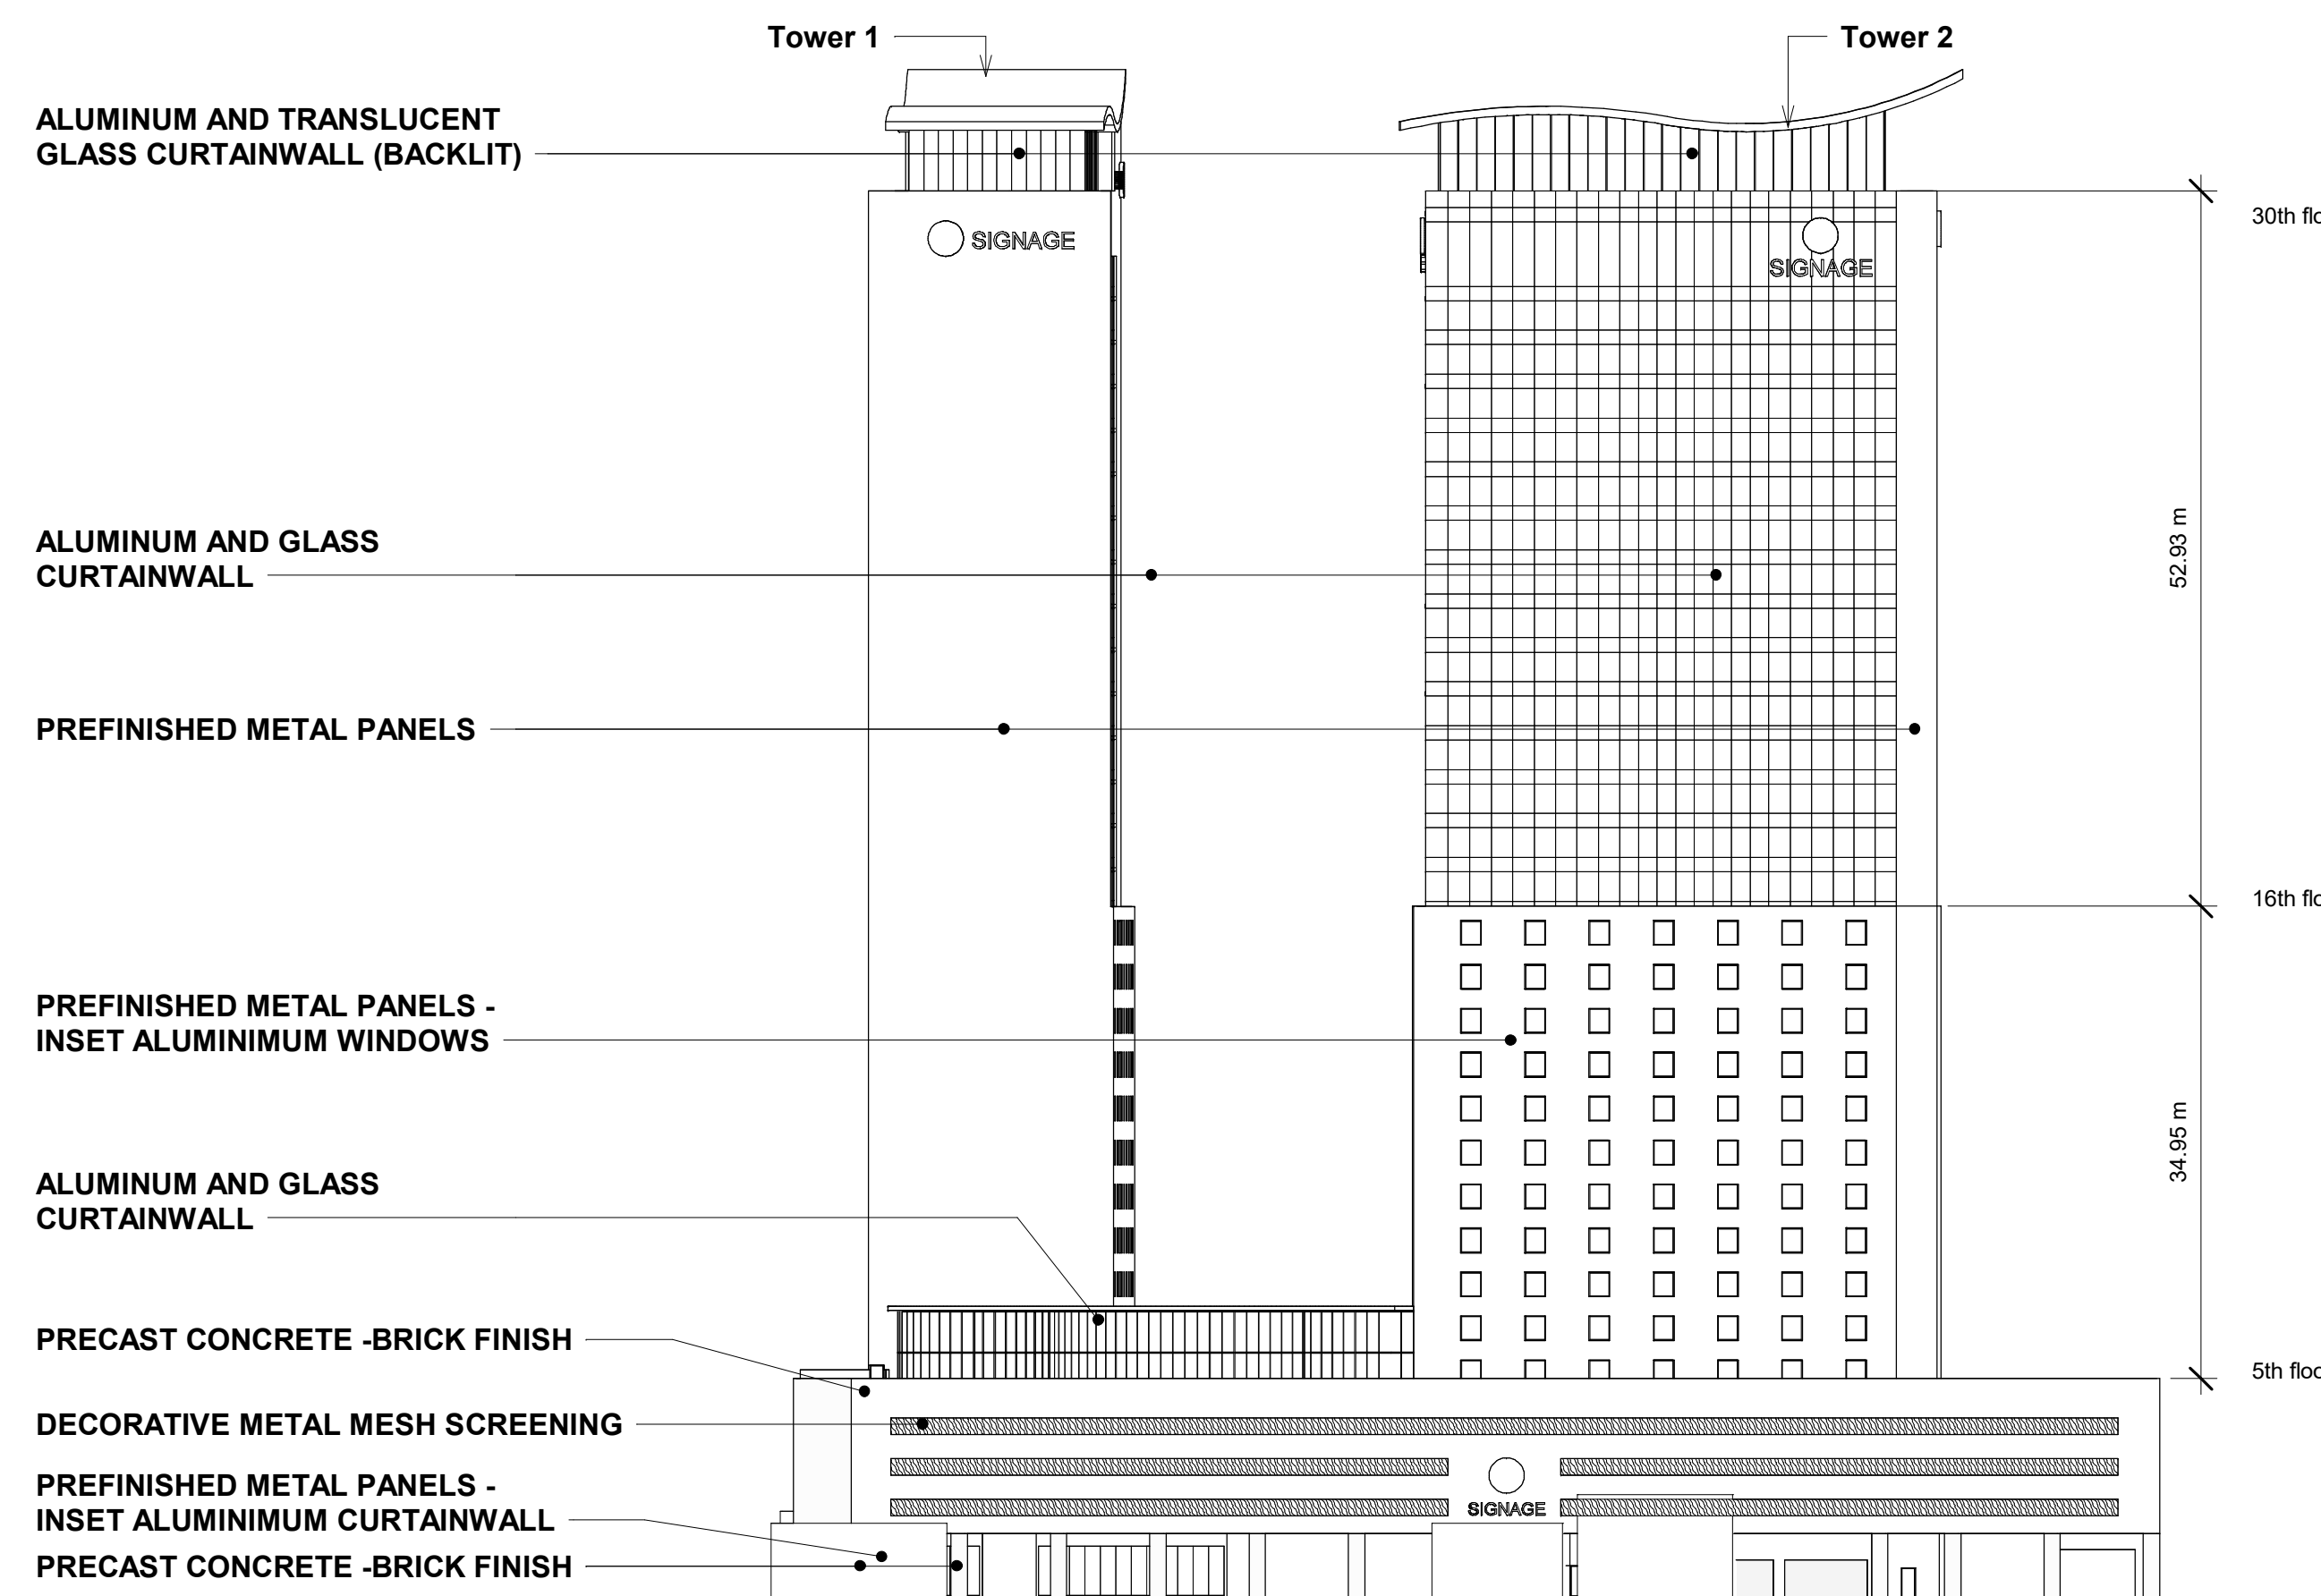 Tower 1
Tower 2
ALUMINUM AND TRANSLUCENT
GLASS CURTAINWALL (BACKLIT)
30th flo
SIGNAGE
SIGNAGE
ALUMINUM AND GLASS
CURTAINWALL
52.93 m
PREFINISHED METAL PANELS
16th flo
PREFINISHED METAL PANELS -
INSET ALUMINIMUM WINDOWS
34.95 m
ALUMINUM AND GLASS
CURTAINWALL
PRECAST CONCRETE -BRICK FINISH
5th floo
DECORATIVE METAL MESH SCREENING
PREFINISHED METAL PANELS -
INSET ALUMINIMUM CURTAINWALL
SIGNAGE
PRECAST CONCRETE -BRICK FINISH